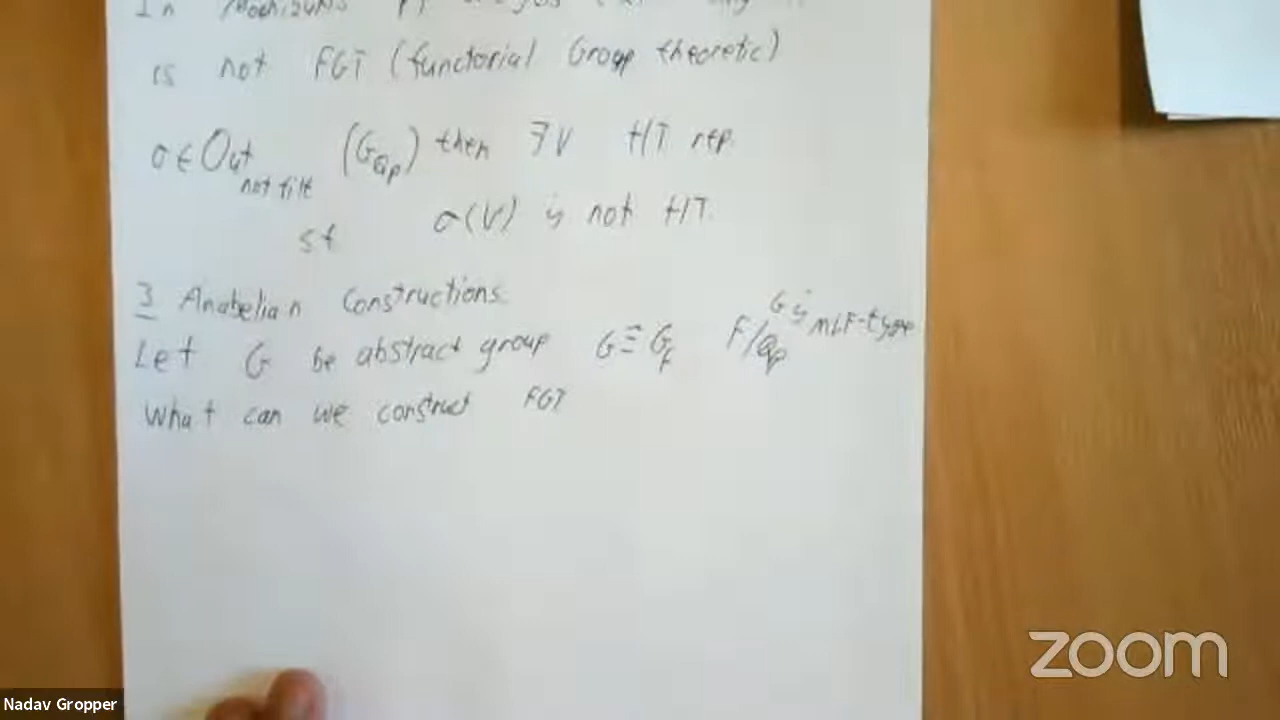 is not FGT (functorial Group theoretic)
σ ∈ Out not filt (G_Qp) then ∃V HT rep.
st σ(V) is not HT.
3 Anabelian Constructions.
Let G be abstract group G ≅ G_F F/Qp G is MLF-type
What can we construct FGT
zoom
Nadav Gropper